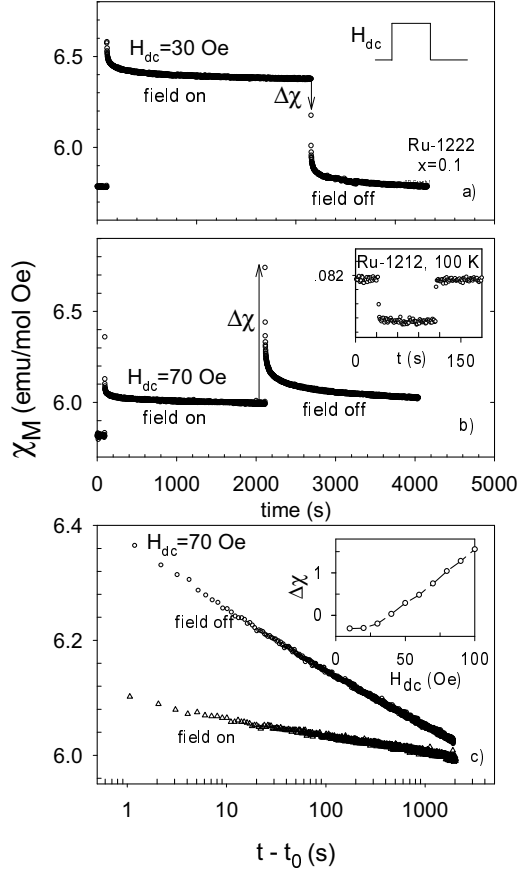 H_dc
6.5
H_dc=30 Oe
field on
Δχ
6.0
Ru-1222
x=0.1
field off
a)
Ru-1212, 100 K
.082
0 50 150
t (s)
6.5
Δχ
H_dc=70 Oe
6.0
field on
field off
b)
χ_M (emu/mol Oe)
0 1000 2000 3000 4000 5000
time (s)
6.4
H_dc=70 Oe
field off
Δχ
1
0
0 50 100
H_dc (Oe)
6.2
field on
6.0
c)
1 10 100 1000
t - t_0 (s)